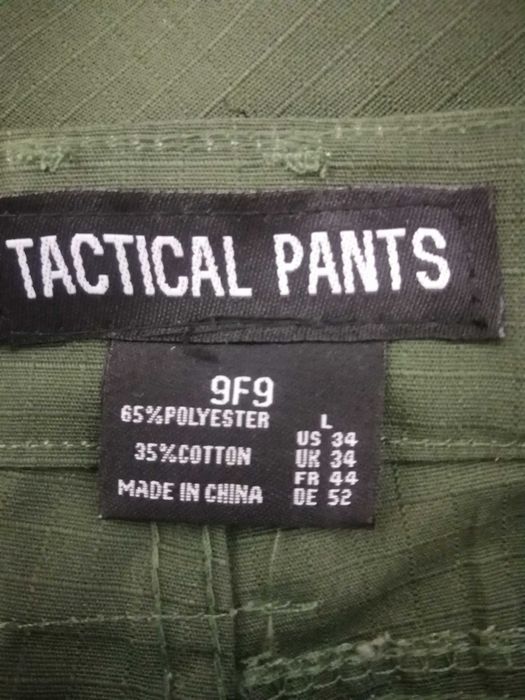 TACTICAL PANTS
9F9
65%POLYESTER
35%COTTON
MADE IN CHINA
L
US 34
UK 34
FR 44
DE 52